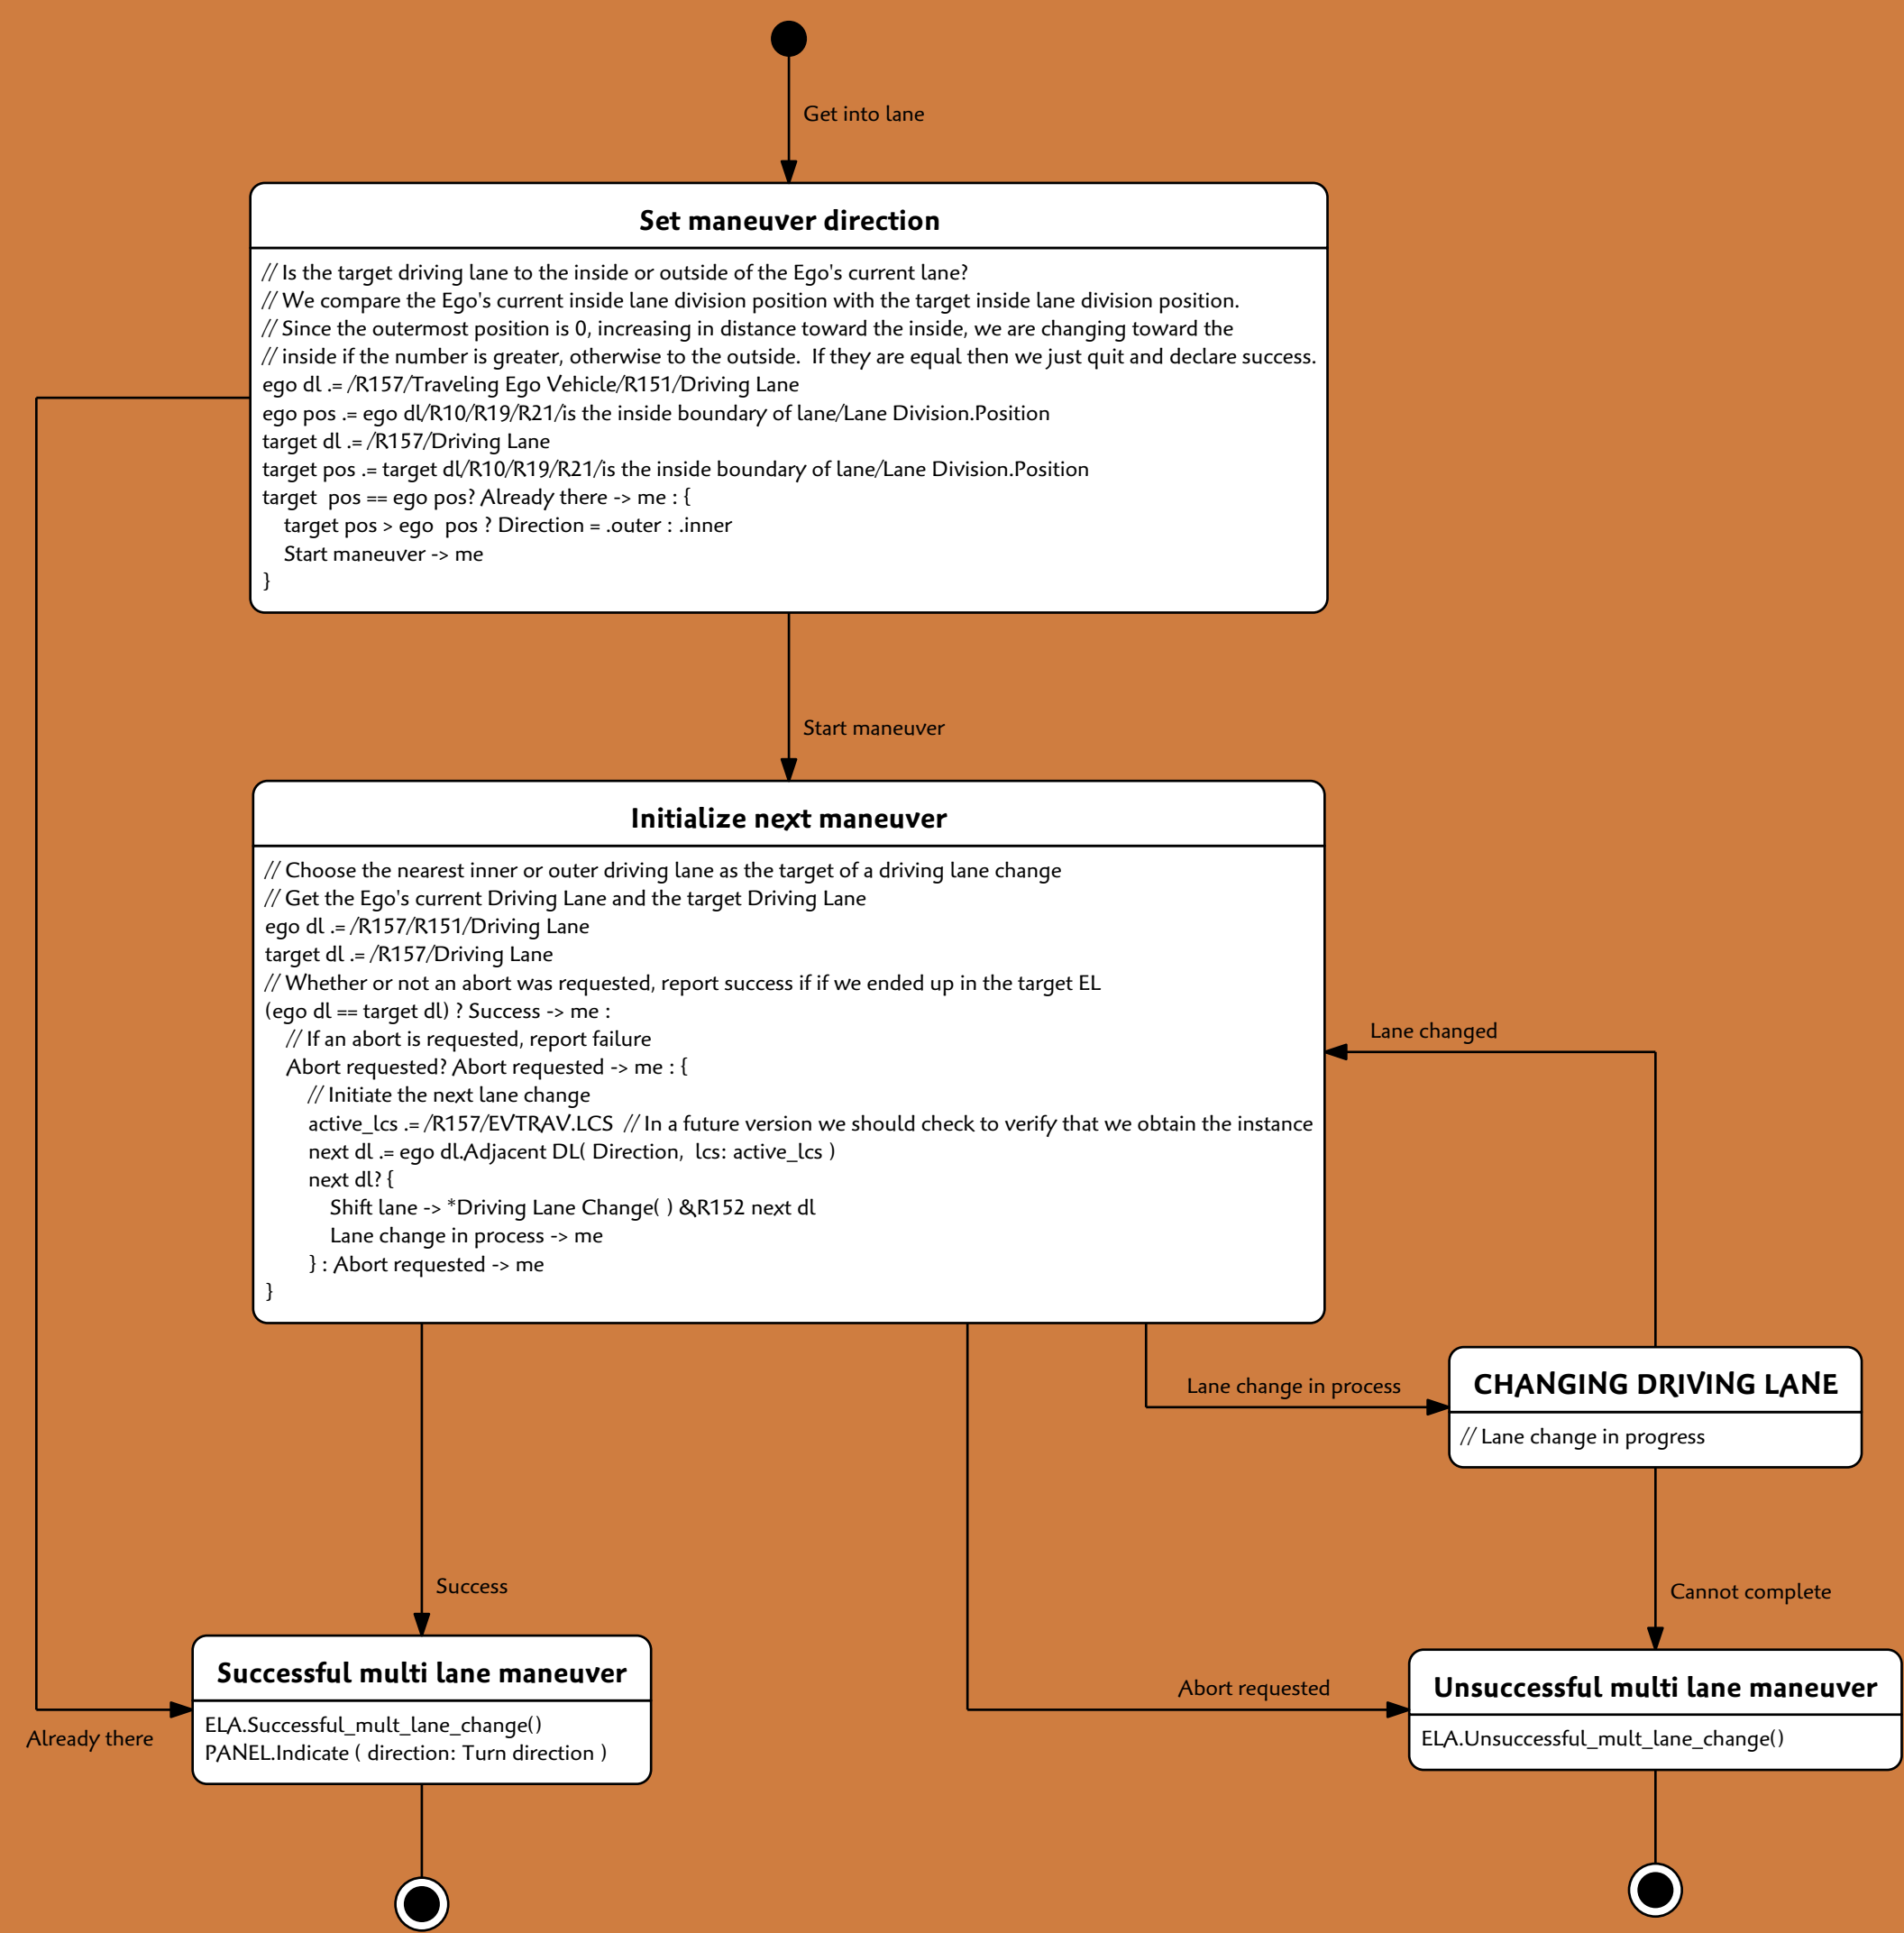 Get into lane
Set maneuver direction
// Is the target driving lane to the inside or outside of the Ego's current lane?
// We compare the Ego's current inside lane division position with the target inside lane division position.
// Since the outermost position is 0, increasing in distance toward the inside, we are changing toward the
// inside if the number is greater, otherwise to the outside.  If they are equal then we just quit and declare success.
ego dl .= /R157/Traveling Ego Vehicle/R151/Driving Lane
ego pos .= ego dl/R10/R19/R21/is the inside boundary of lane/Lane Division.Position
target dl .= /R157/Driving Lane
target pos .= target dl/R10/R19/R21/is the inside boundary of lane/Lane Division.Position
target  pos == ego pos? Already there -> me : {
    target pos > ego  pos ? Direction = .outer : .inner
    Start maneuver -> me
}
Start maneuver
Initialize next maneuver
// Choose the nearest inner or outer driving lane as the target of a driving lane change
// Get the Ego's current Driving Lane and the target Driving Lane
ego dl .= /R157/R151/Driving Lane
target dl .= /R157/Driving Lane
// Whether or not an abort was requested, report success if if we ended up in the target EL
(ego dl == target dl) ? Success -> me :
    // If an abort is requested, report failure
    Abort requested? Abort requested -> me : {
        // Initiate the next lane change
        active_lcs .= /R157/EVTRAV.LCS  // In a future version we should check to verify that we obtain the instance
        next dl .= ego dl.Adjacent DL( Direction,  lcs: active_lcs )
        next dl? {
            Shift lane -> *Driving Lane Change( ) &R152 next dl
            Lane change in process -> me
        } : Abort requested -> me
}
Lane changed
Lane change in process
CHANGING DRIVING LANE
// Lane change in progress
Success
Cannot complete
Successful multi lane maneuver
ELA.Successful_mult_lane_change()
PANEL.Indicate ( direction: Turn direction )
Already there
Abort requested
Unsuccessful multi lane maneuver
ELA.Unsuccessful_mult_lane_change()